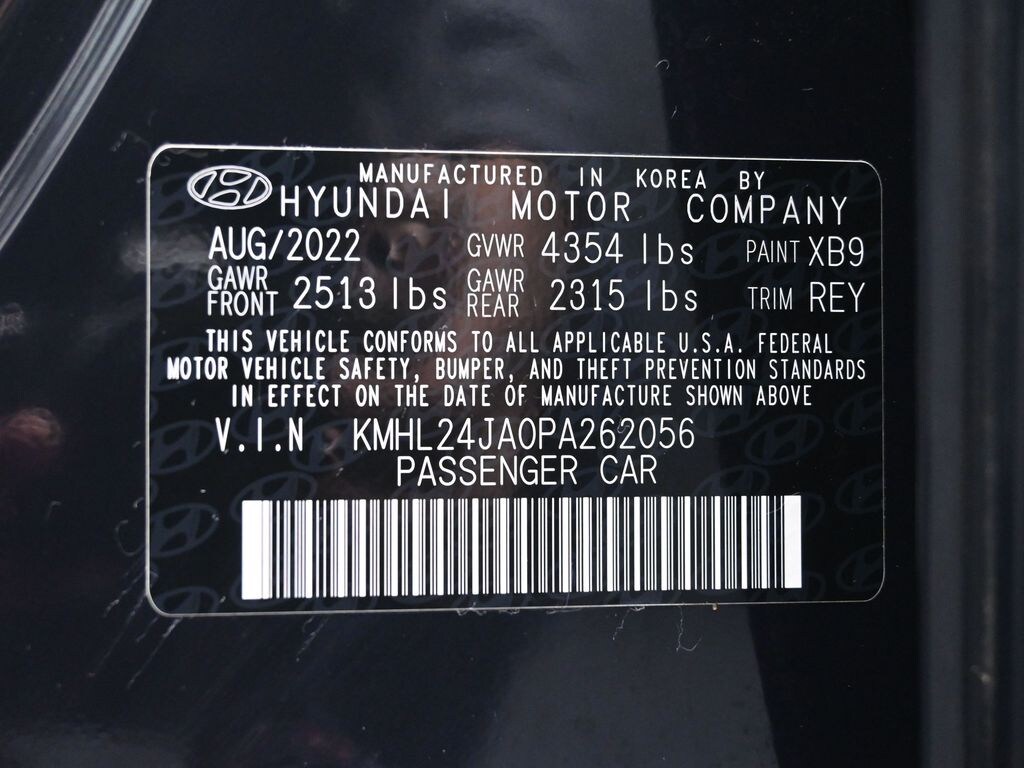 MANUFACTURED IN KOREA BY
HYUNDAI MOTOR COMPANY
AUG/2022 GVWR 4354 lbs PAINT XB9
GAWR FRONT 2513 lbs GAWR REAR 2315 lbs TRIM REY
THIS VEHICLE CONFORMS TO ALL APPLICABLE U.S.A. FEDERAL
MOTOR VEHICLE SAFETY, BUMPER, AND THEFT PREVENTION STANDARDS
IN EFFECT ON THE DATE OF MANUFACTURE SHOWN ABOVE
V.I.N KMHL24JA0PA262056
PASSENGER CAR